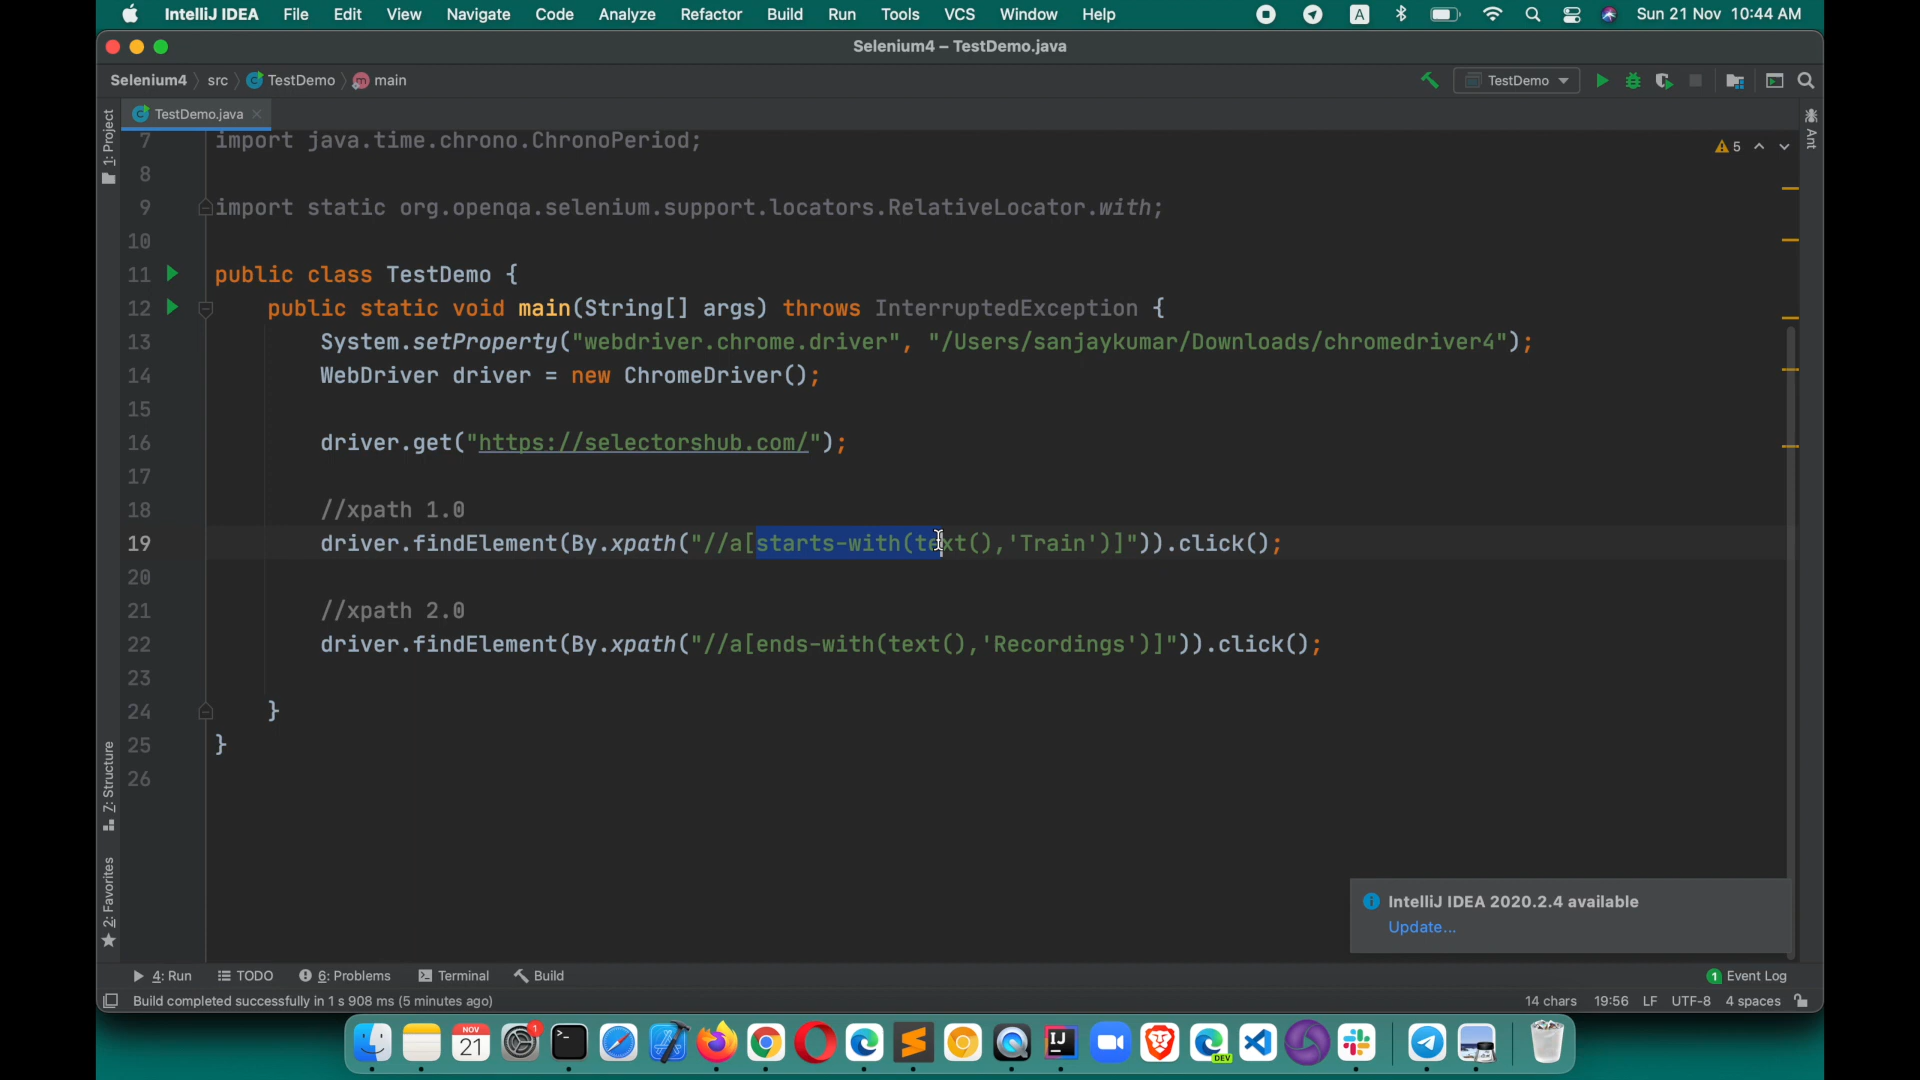 IntelliJ IDEA File Edit View Navigate Code Analyze Refactor Build Run Tools VCS Window Help A Sun 21 Nov 10:44 AM
Selenium4 – TestDemo.java
Selenium4 src TestDemo main TestDemo
TestDemo.java
1: Project
7 import java.time.chrono.ChronoPeriod;
5
Ant
8
9 import static org.openqa.selenium.support.locators.RelativeLocator.with;
10
11 public class TestDemo {
12 public static void main(String[] args) throws InterruptedException {
13 System.setProperty("webdriver.chrome.driver", "/Users/sanjaykumar/Downloads/chromedriver4");
14 WebDriver driver = new ChromeDriver();
15
16 driver.get("https://selectorshub.com/");
17
18 //xpath 1.0
19 driver.findElement(By.xpath("//a[starts-with(text(),'Train')]")).click();
20
21 //xpath 2.0
22 driver.findElement(By.xpath("//a[ends-with(text(),'Recordings')]")).click();
23
24 }
25 }
26
Z: Structure
2: Favorites
IntelliJ IDEA 2020.2.4 available
Update...
4: Run TODO 6: Problems Terminal Build 1 Event Log
Build completed successfully in 1 s 908 ms (5 minutes ago) 14 chars 19:56 LF UTF-8 4 spaces
NOV
21
1
IJ
DEV